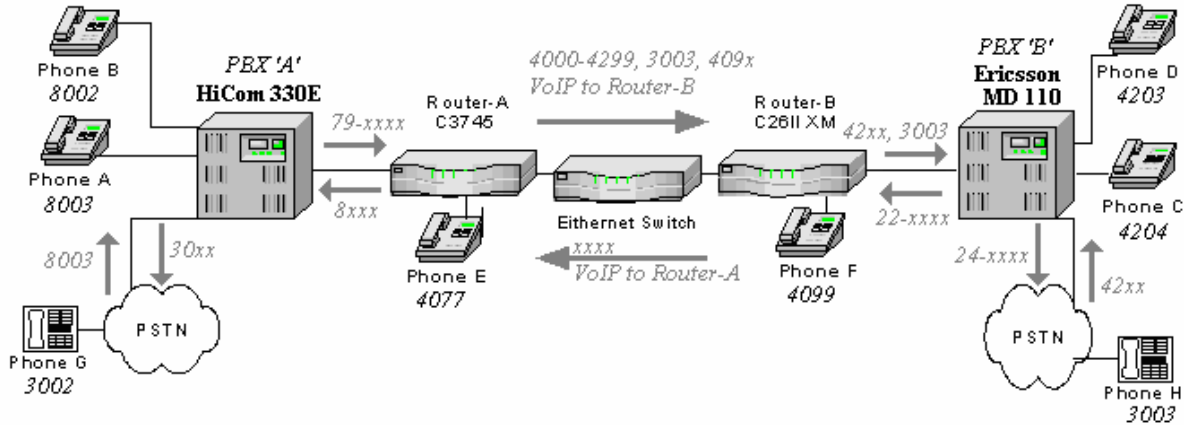 Phone B
8002
PBX 'A'
HiCom 330E
Phone A
8003
79-xxxx
8xxx
8003
30xx
PSTN
Phone G
3002
Router-A
C3745
Phone E
4077
4000-4299, 3003, 409x
VoIP to Router-B
Eithernet Switch
xxxx
VoIP to Router-A
Router-B
C26II XM
Phone F
4099
42xx, 3003
22-xxxx
PBX 'B'
Ericsson
MD 110
Phone D
4203
Phone C
4204
24-xxxx
42xx
PSTN
Phone H
3003